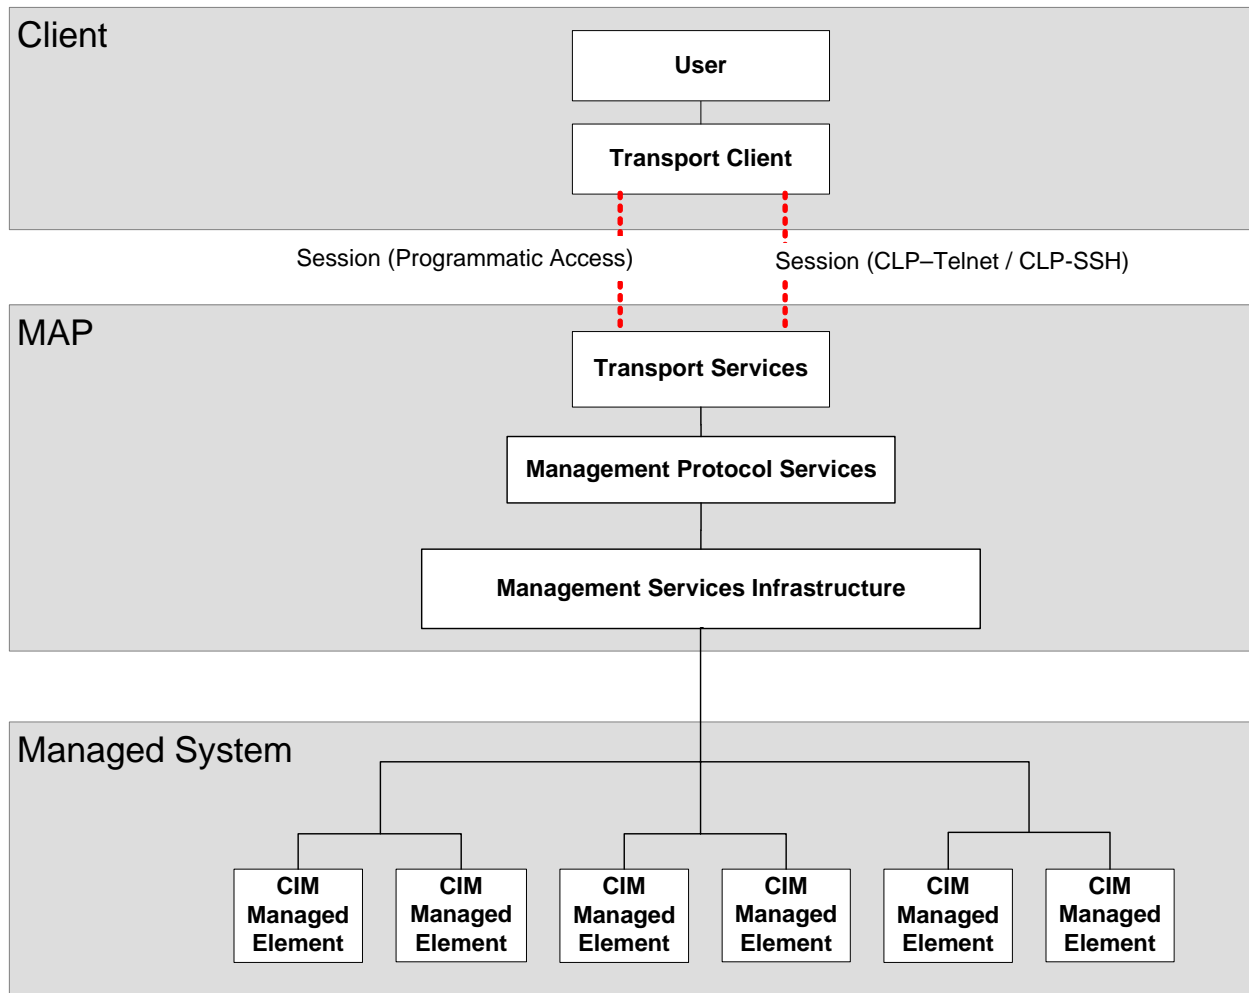 Client
User
Transport Client
Session (Programmatic Access)
Session (CLP–Telnet / CLP-SSH)
MAP
Transport Services
Management Protocol Services
Management Services Infrastructure
Managed System
CIM
Managed
Element
CIM
Managed
Element
CIM
Managed
Element
CIM
Managed
Element
CIM
Managed
Element
CIM
Managed
Element